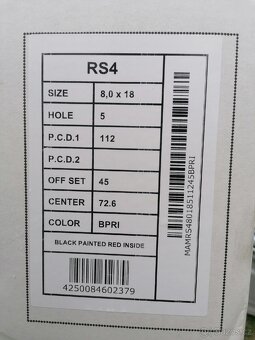 RS4
SIZE 8,0 x 18
HOLE 5
P.C.D.1 112
P.C.D.2
OFF SET 45
CENTER 72.6
COLOR BPRI
BLACK PAINTED RED INSIDE
4250084602379
MAMRS48018511245BPRI